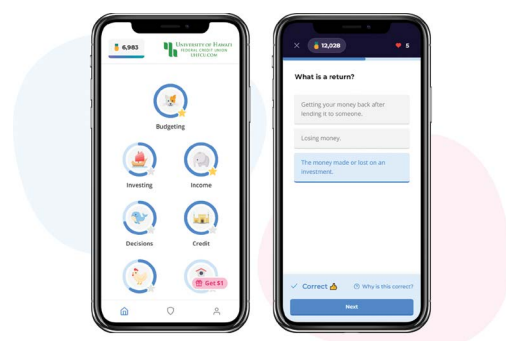 6,983
UNIVERSITY OF HAWAII
FEDERAL CREDIT UNION
UHFCU.COM
Budgeting
Investing
Income
Decisions
Credit
Get $1
12,028
5
What is a return?
Getting your money back after
lending it to someone.
Losing money.
The money made or lost on an
investment.
Correct
Why is this correct?
Next